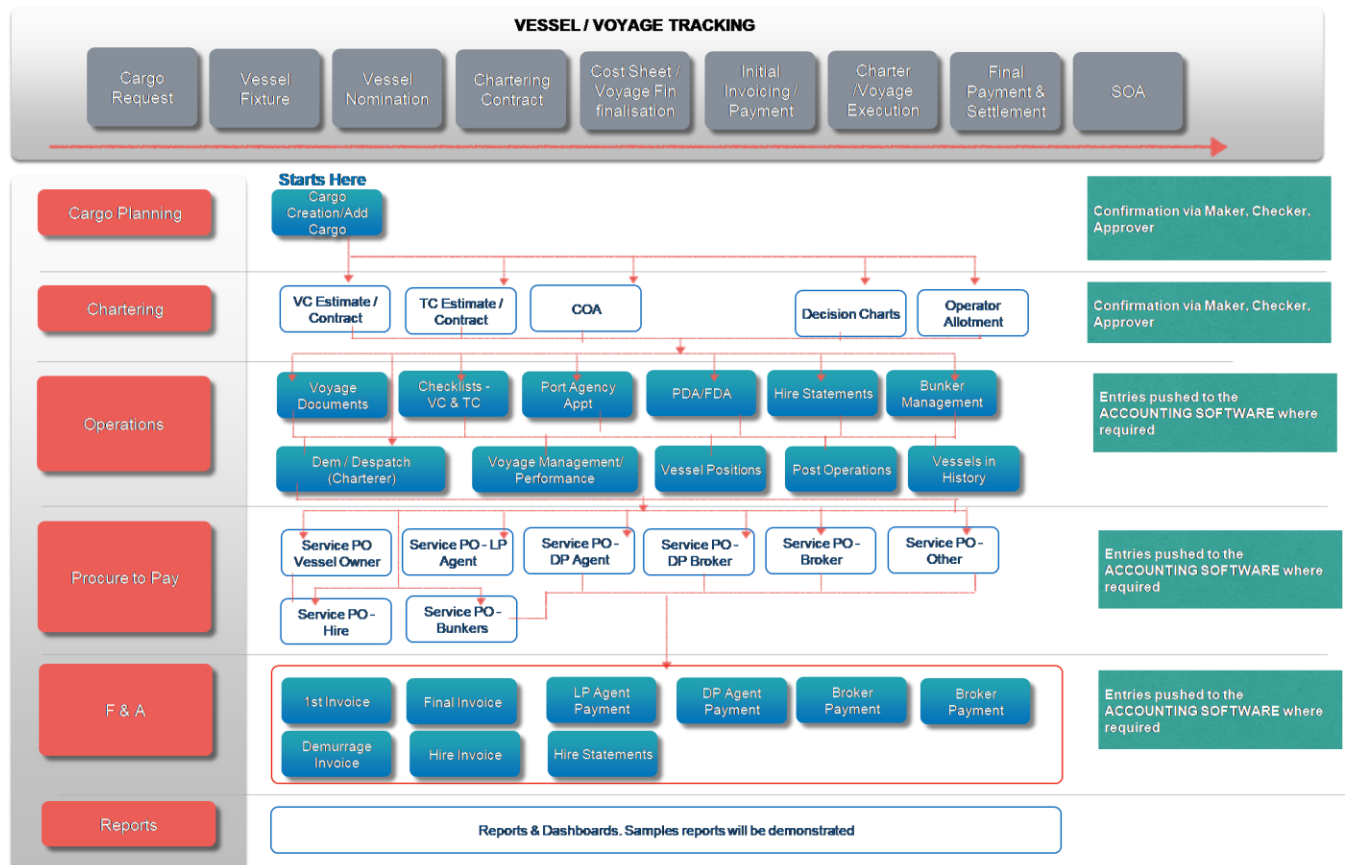 VESSEL / VOYAGE TRACKING
Cargo
Request
Vessel
Fixture
Vessel
Nomination
Chartering
Contract
Cost Sheet /
Voyage Fin
finalisation
Initial
Invoicing /
Payment
Charter
/Voyage
Execution
Final
Payment &
Settlement
SOA
Cargo Planning
Starts Here
Cargo
Creation/Add
Cargo
Confirmation via Maker, Checker,
Approver
Chartering
VC Estimate /
Contract
TC Estimate /
Contract
COA
Decision Charts
Operator
Allotment
Confirmation via Maker, Checker,
Approver
Operations
Voyage
Documents
Checklists -
VC & TC
Port Agency
Appt
PDA/FDA
Hire Statements
Bunker
Management
Dem / Despatch
(Charterer)
Voyage Management/
Performance
Vessel Positions
Post Operations
Vessels in
History
Entries pushed to the
ACCOUNTING SOFTWARE where
required
Procure to Pay
Service PO
Vessel Owner
Service PO - LP
Agent
Service PO -
DP Agent
Service PO -
DP Broker
Service PO -
Broker
Service PO -
Other
Service PO -
Hire
Service PO -
Bunkers
Entries pushed to the
ACCOUNTING SOFTWARE where
required
F & A
1st Invoice
Final Invoice
LP Agent
Payment
DP Agent
Payment
Broker
Payment
Broker
Payment
Demurrage
Invoice
Hire Invoice
Hire Statements
Entries pushed to the
ACCOUNTING SOFTWARE where
required
Reports
Reports & Dashboards. Samples reports will be demonstrated